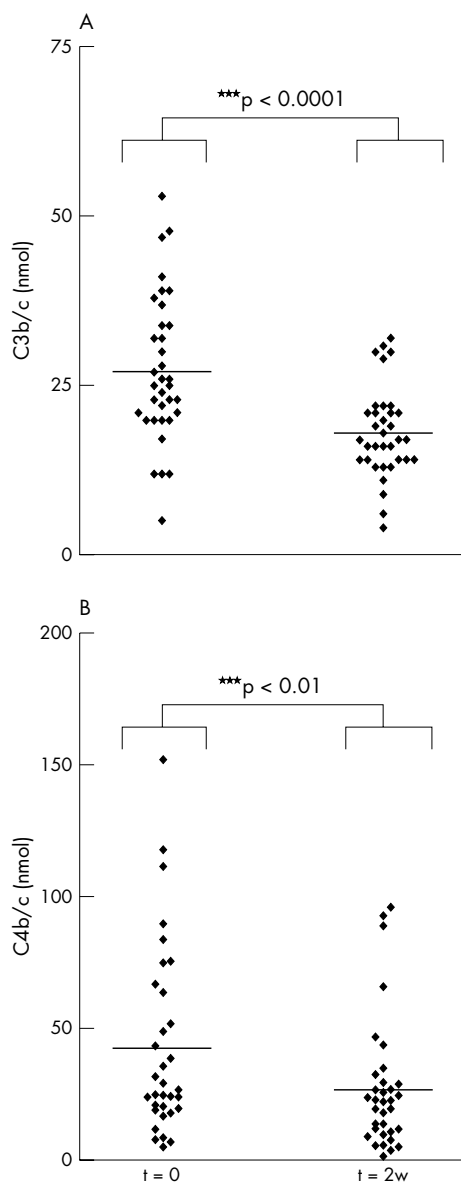 A
75
★★★p < 0.0001
50
C3b/c (nmol)
25
0
B
200
★★★p < 0.01
150
C4b/c (nmol)
100
50
0
t = 0
t = 2w